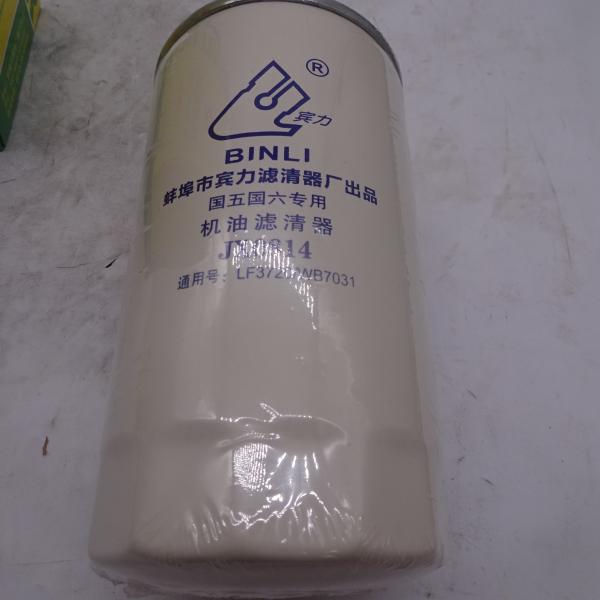 ®
宾力
BINLI
蚌埠市宾力滤清器厂出品
国五国六专用
机油滤清器
通用号: